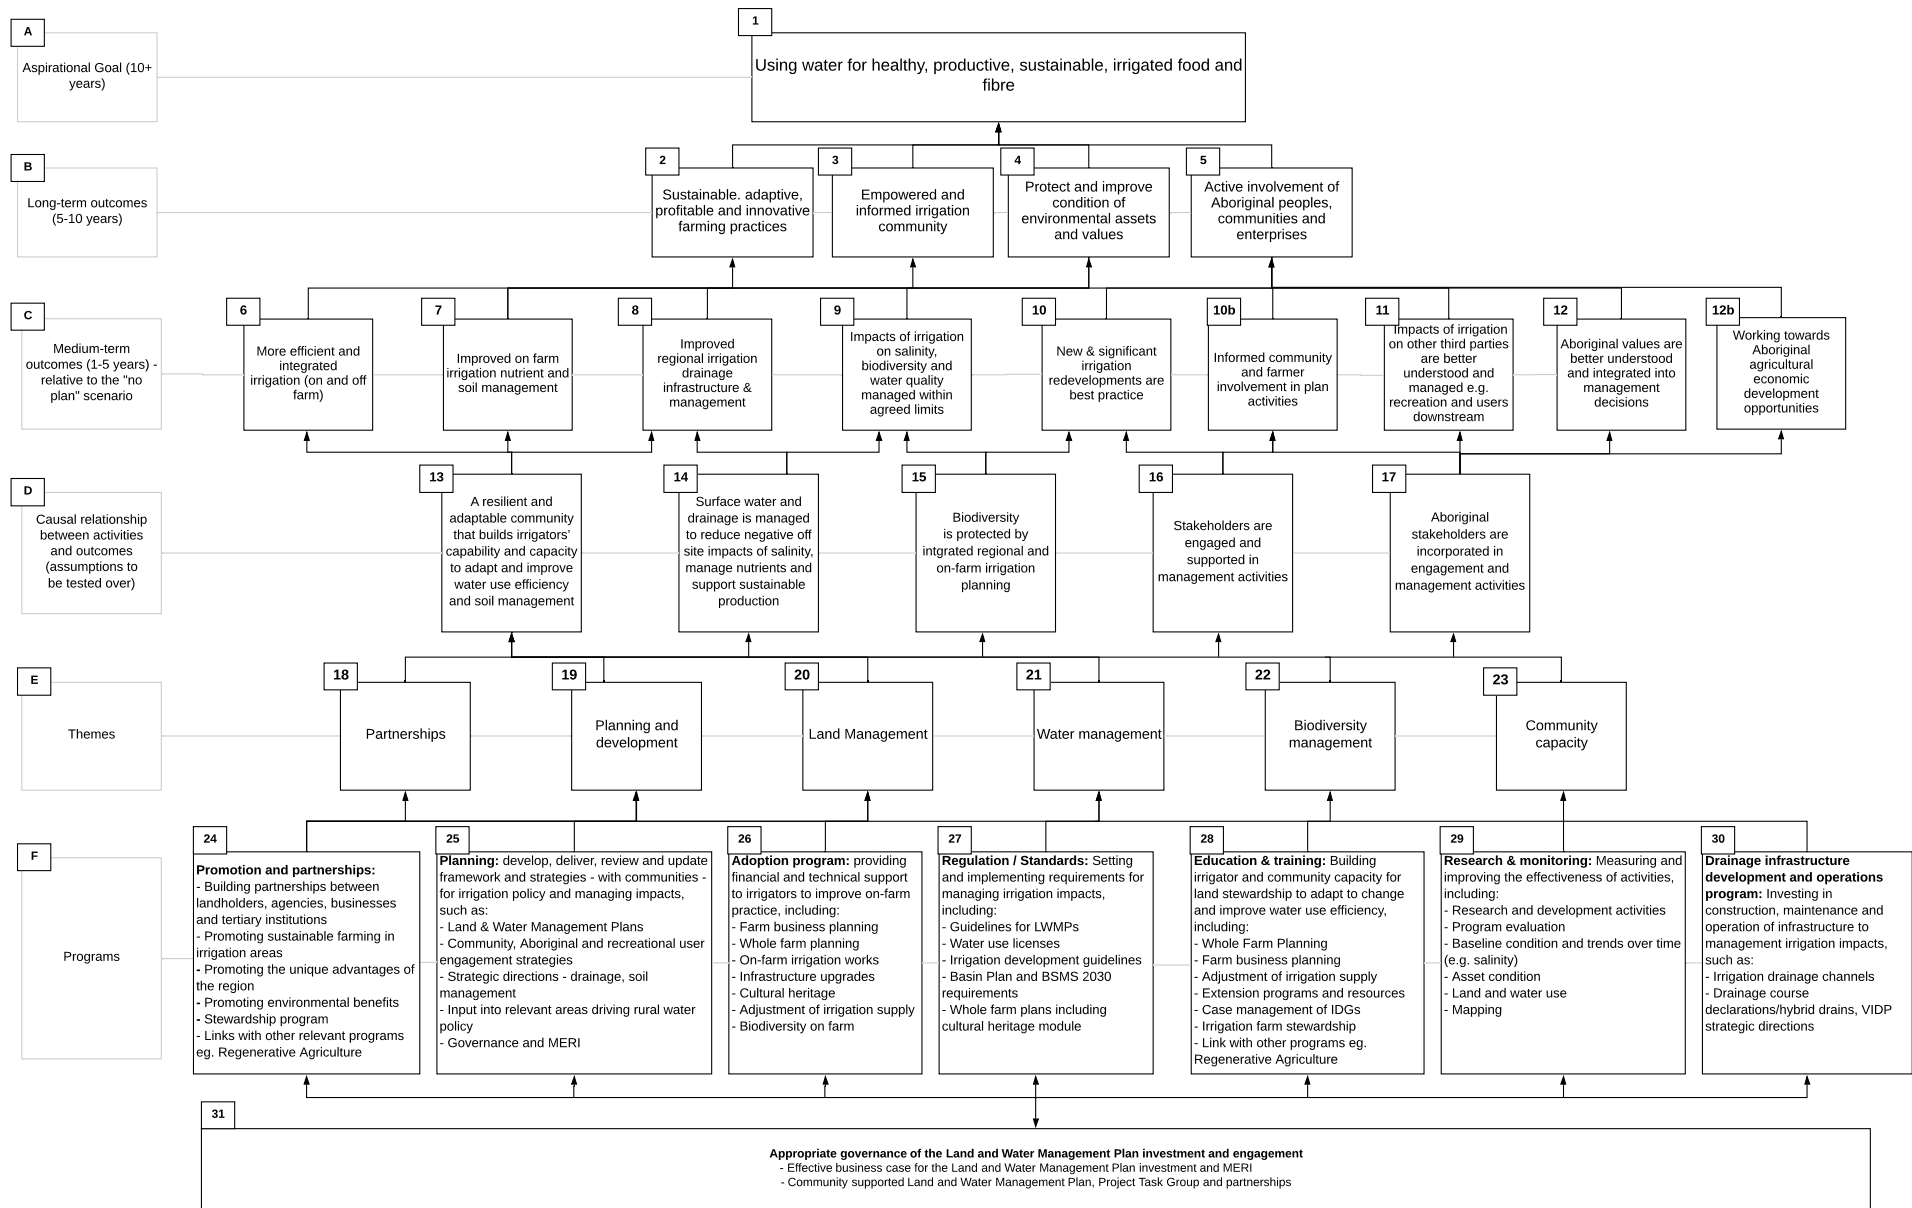 A
Aspirational Goal (10+
years)
1
Using water for healthy, productive, sustainable, irrigated food and
fibre
B
Long-term outcomes
(5-10 years)
2
Sustainable. adaptive,
profitable and innovative
farming practices
3
Empowered and
informed irrigation
community
4
Protect and improve
condition of
environmental assets
and values
5
Active involvement of
Aboriginal peoples,
communities and
enterprises
C
Medium-term
outcomes (1-5 years) -
relative to the "no
plan" scenario
6
More efficient and
integrated
irrigation (on and off
farm)
7
Improved on farm
irrigation nutrient and
soil management
8
Improved
regional irrigation
drainage
infrastructure &
management
9
Impacts of irrigation
on salinity,
biodiversity and
water quality
managed within
agreed limits
10
New & significant
irrigation
redevelopments are
best practice
10b
Informed community
and farmer
involvement in plan
activities
11
Impacts of irrigation
on other third parties
are better
understood and
managed e.g.
recreation and users
downstream
12
Aboriginal values are
better understood
and integrated into
management
decisions
12b
Working towards
Aboriginal
agricultural
economic
development
opportunities
D
Causal relationship
between activities
and outcomes
(assumptions to
be tested over)
13
A resilient and
adaptable community
that builds irrigators'
capability and capacity
to adapt and improve
water use efficiency
and soil management
14
Surface water and
drainage is managed
to reduce negative off
site impacts of salinity,
manage nutrients and
support sustainable
production
15
Biodiversity
is protected by
intgrated regional and
on-farm irrigation
planning
16
Stakeholders are
engaged and
supported in
management activities
17
Aboriginal
stakeholders are
incorporated in
engagement and
management activities
E
Themes
18
Partnerships
19
Planning and
development
20
Land Management
21
Water management
22
Biodiversity
management
23
Community
capacity
F
Programs
24
Promotion and partnerships:
- Building partnerships between
landholders, agencies, businesses
and tertiary institutions
- Promoting sustainable farming in
irrigation areas
- Promoting the unique advantages of
the region
- Promoting environmental benefits
- Stewardship program
- Links with other relevant programs
eg. Regenerative Agriculture
25
Planning: develop, deliver, review and update
framework and strategies - with communities -
for irrigation policy and managing impacts,
such as:
- Land & Water Management Plans
- Community, Aboriginal and recreational user
engagement strategies
- Strategic directions - drainage, soil
management
- Input into relevant areas driving rural water
policy
- Governance and MERI
26
Adoption program: providing
financial and technical support
to irrigators to improve on-farm
practice, including:
- Farm business planning
- Whole farm planning
- On-farm irrigation works
- Infrastructure upgrades
- Cultural heritage
- Adjustment of irrigation supply
- Biodiversity on farm
27
Regulation / Standards: Setting
and implementing requirements for
managing irrigation impacts,
including:
- Guidelines for LWMPs
- Water use licenses
- Irrigation development guidelines
- Basin Plan and BSMS 2030
requirements
- Whole farm plans including
cultural heritage module
28
Education & training: Building
irrigator and community capacity for
land stewardship to adapt to change
and improve water use efficiency,
including:
- Whole Farm Planning
- Farm business planning
- Adjustment of irrigation supply
- Extension programs and resources
- Case management of IDGs
- Irrigation farm stewardship
- Link with other programs eg.
Regenerative Agriculture
29
Research & monitoring: Measuring and
improving the effectiveness of activities,
including:
- Research and development activities
- Program evaluation
- Baseline condition and trends over time
(e.g. salinity)
- Asset condition
- Land and water use
- Mapping
30
Drainage infrastructure
development and operations
program: Investing in
construction, maintenance and
operation of infrastructure to
management irrigation impacts,
such as:
- Irrigation drainage channels
- Drainage course
declarations/hybrid drains, VIDP
strategic directions
31
Appropriate governance of the Land and Water Management Plan investment and engagement
- Effective business case for the Land and Water Management Plan investment and MERI
- Community supported Land and Water Management Plan, Project Task Group and partnerships